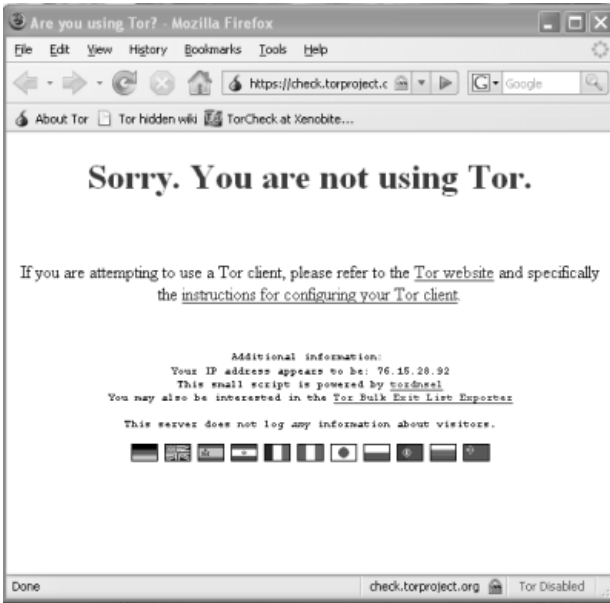 Are you using Tor? - Mozilla Firefox
File Edit View History Bookmarks Tools Help
https://check.torproject.c G Google
About Tor Tor hidden wiki TorCheck at Xenobite...
Sorry. You are not using Tor.
If you are attempting to use a Tor client, please refer to the Tor website and specifically
the instructions for configuring your Tor client.
Additional information:
Your IP address appears to be: 76.15.28.92
This small script is powered by tordnsel
You may also be interested in the Tor Bulk Exit List Exporter
This server does not log any information about visitors.
Done check.torproject.org Tor Disabled